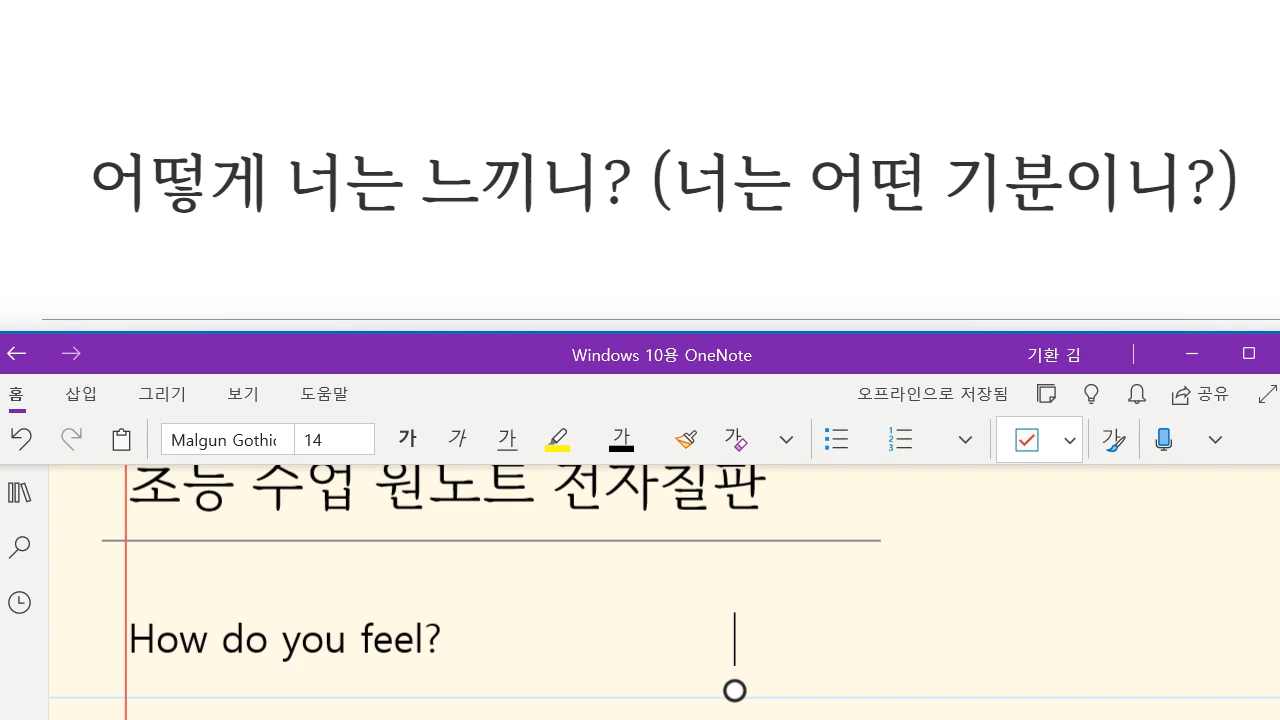 어떻게 너는 느끼니? (너는 어떤 기분이니?)
Windows 10용 OneNote
기환 김
홈 삽입 그리기 보기 도움말
오프라인으로 저장됨
공유
Malgun Gothic 14
가 가 가 가 가 가
초등 수업 원노트 전자칠판
How do you feel?